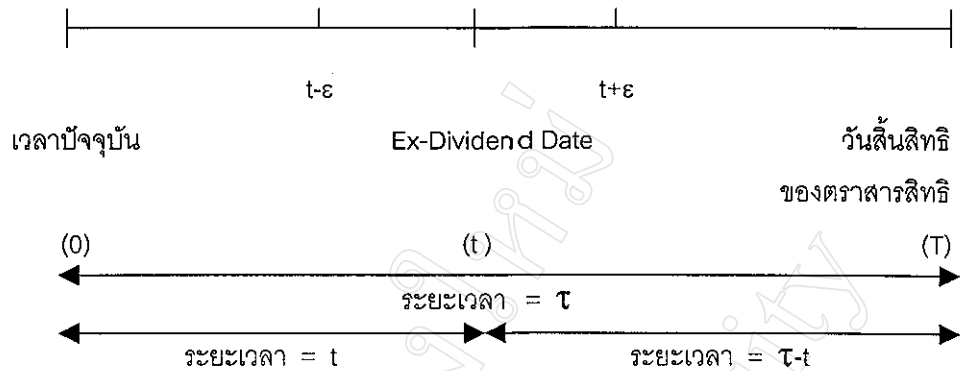 t-ε t+ε
เวลาปัจจุบัน Ex-Dividend Date วันสิ้นสิทธิ
ของตราสารสิทธิ
(0) (t) (T)
ระยะเวลา = τ
ระยะเวลา = t ระยะเวลา = τ-t